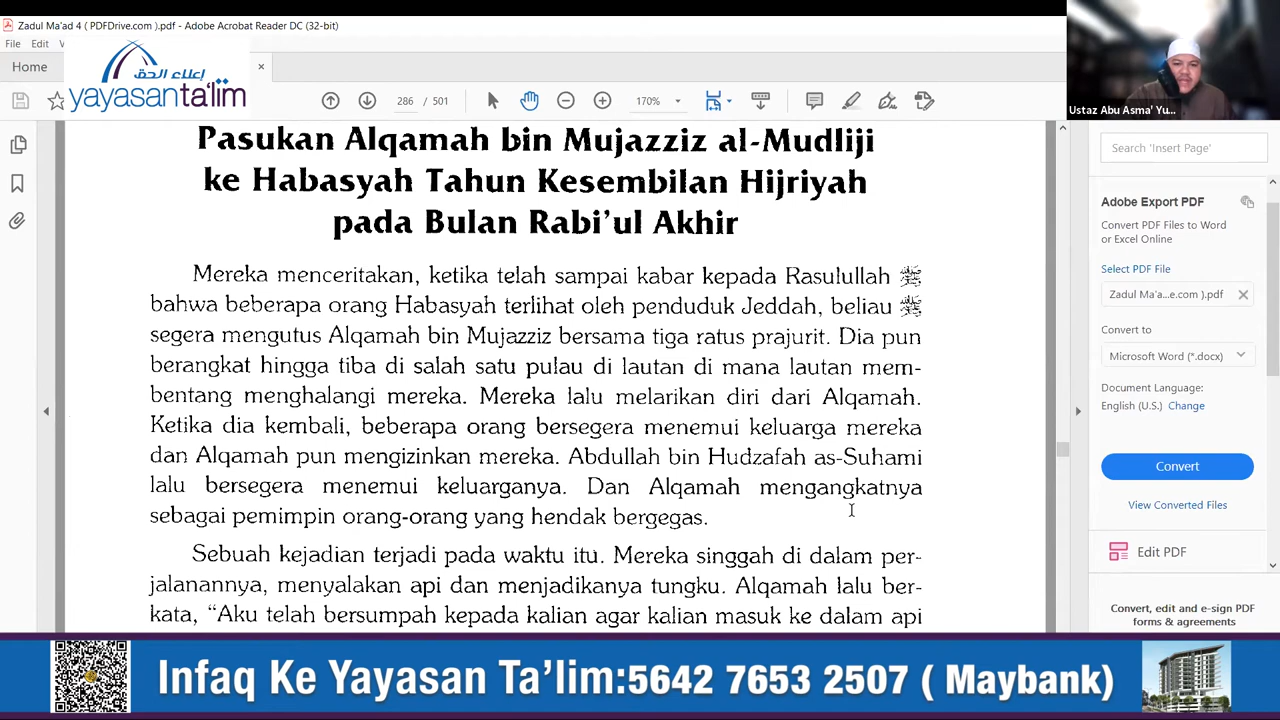 Zadul Ma'ad 4 ( PDFDrive.com ).pdf - Adobe Acrobat Reader DC (32-bit)
File Edit V
Home
إعلاء الحق
yayasanta'lim
286 / 501
170%
Ustaz Abu Asma' Yu...
Pasukan Alqamah bin Mujazziz al-Mudliji
ke Habasyah Tahun Kesembilan Hijriyah
pada Bulan Rabi'ul Akhir
Mereka menceritakan, ketika telah sampai kabar kepada Rasulullah ﷺ
bahwa beberapa orang Habasyah terlihat oleh penduduk Jeddah, beliau ﷺ
segera mengutus Alqamah bin Mujazziz bersama tiga ratus prajurit. Dia pun
berangkat hingga tiba di salah satu pulau di lautan di mana lautan mem-
bentang menghalangi mereka. Mereka lalu melarikan diri dari Alqamah.
Ketika dia kembali, beberapa orang bersegera menemui keluarga mereka
dan Alqamah pun mengizinkan mereka. Abdullah bin Hudzafah as-Suhami
lalu bersegera menemui keluarganya. Dan Alqamah mengangkatnya
sebagai pemimpin orang-orang yang hendak bergegas.
Sebuah kejadian terjadi pada waktu itu. Mereka singgah di dalam per-
jalanannya, menyalakan api dan menjadikanya tungku. Alqamah lalu ber-
kata, “Aku telah bersumpah kepada kalian agar kalian masuk ke dalam api
Search 'Insert Page'
Adobe Export PDF
Convert PDF Files to Word
or Excel Online
Select PDF File
Zadul Ma'a...e.com ).pdf
Convert to
Microsoft Word (*.docx)
Document Language:
English (U.S.) Change
Convert
View Converted Files
Edit PDF
Convert, edit and e-sign PDF
forms & agreements
Infaq Ke Yayasan Ta’lim:5642 7653 2507 ( Maybank)